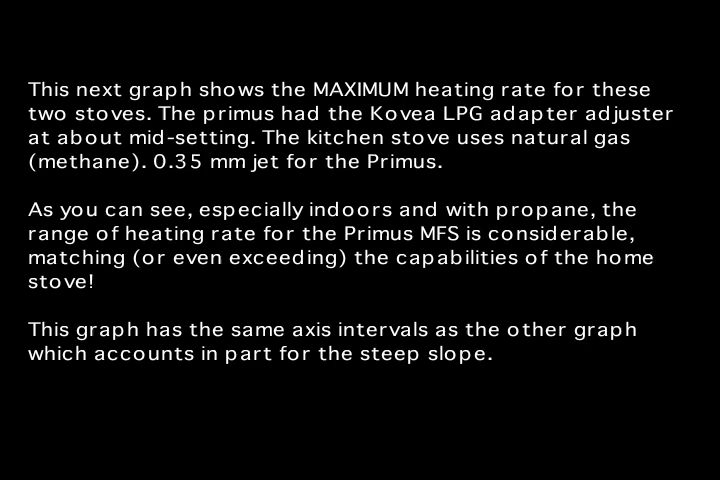 This next graph shows the MAXIMUM heating rate for these
two stoves. The primus had the Kovea LPG adapter adjuster
at about mid-setting. The kitchen stove uses natural gas
(methane). 0.35 mm jet for the Primus.
As you can see, especially indoors and with propane, the
range of heating rate for the Primus MFS is considerable,
matching (or even exceeding) the capabilities of the home
stove!
This graph has the same axis intervals as the other graph
which accounts in part for the steep slope.